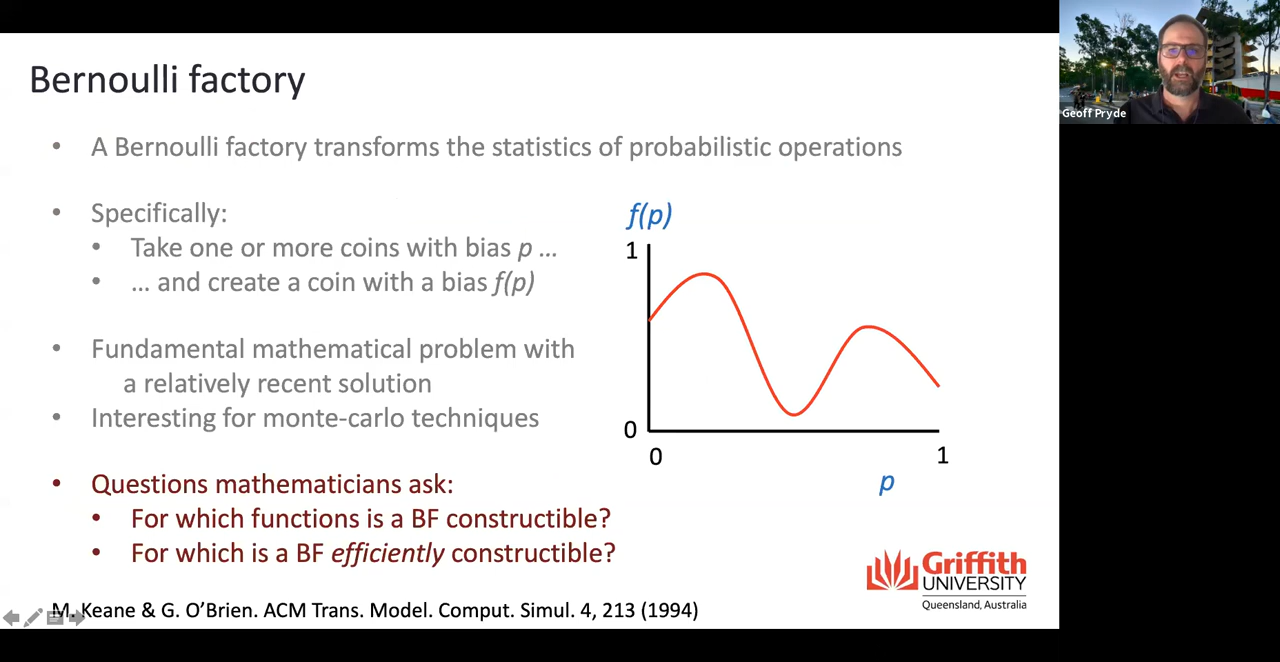 Bernoulli factory
• A Bernoulli factory transforms the statistics of probabilistic operations
• Specifically:
• Take one or more coins with bias p ...
• ... and create a coin with a bias f(p)
• Fundamental mathematical problem with
a relatively recent solution
• Interesting for monte-carlo techniques
• Questions mathematicians ask:
• For which functions is a BF constructible?
• For which is a BF efficiently constructible?
M. Keane & G. O'Brien. ACM Trans. Model. Comput. Simul. 4, 213 (1994)
f(p)
1
0
0
1
p
Griffith
UNIVERSITY
Queensland, Australia
Geoff Pryde